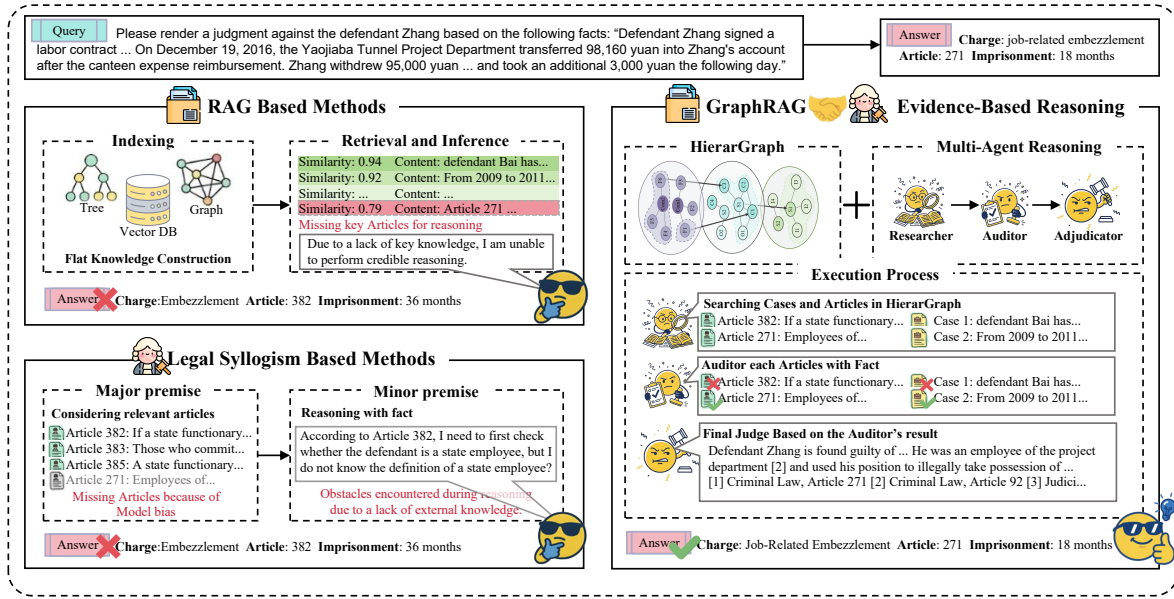 Query Please render a judgment against the defendant Zhang based on the following facts: “Defendant Zhang signed a
labor contract ... On December 19, 2016, the Yaojiaba Tunnel Project Department transferred 98,160 yuan into Zhang's account
after the canteen expense reimbursement. Zhang withdrew 95,000 yuan ... and took an additional 3,000 yuan the following day.”
Answer Charge: job-related embezzlement
Article: 271 Imprisonment: 18 months
RAG Based Methods
Indexing
Tree
Graph
Vector DB
Flat Knowledge Construction
Retrieval and Inference
Similarity: 0.94 Content: defendant Bai has...
Similarity: 0.92 Content: From 2009 to 2011...
Similarity: ... Content: ...
Similarity: 0.79 Content: Article 271 ...
Missing key Articles for reasoning
Due to a lack of key knowledge, I am unable
to perform credible reasoning.
Answer Charge:Embezzlement Article: 382 Imprisonment: 36 months
Legal Syllogism Based Methods
Major premise
Considering relevant articles
Article 382: If a state functionary...
Article 383: Those who commit...
Article 385: A state functionary...
Article 271: Employees of...
Missing Articles because of
Model bias
Minor premise
Reasoning with fact
According to Article 382, I need to first check
whether the defendant is a state employee, but I
do not know the definition of a state employee?
Obstacles encountered during reasoning
due to a lack of external knowledge.
Answer Charge:Embezzlement Article: 382 Imprisonment: 36 months
GraphRAG Evidence-Based Reasoning
HierarGraph
Multi-Agent Reasoning
Researcher
Auditor
Adjudicator
Execution Process
Searching Cases and Articles in HierarGraph
Article 382: If a state functionary... Case 1: defendant Bai has...
Article 271: Employees of... Case 2: From 2009 to 2011...
Auditor each Articles with Fact
Article 382: If a state functionary... Case 1: defendant Bai has...
Article 271: Employees of... Case 2: From 2009 to 2011...
Final Judge Based on the Auditor's result
Defendant Zhang is found guilty of ... He was an employee of the project
department [2] and used his position to illegally take possession of ...
[1] Criminal Law, Article 271 [2] Criminal Law, Article 92 [3] Judici...
Answer Charge: Job-Related Embezzlement Article: 271 Imprisonment: 18 months